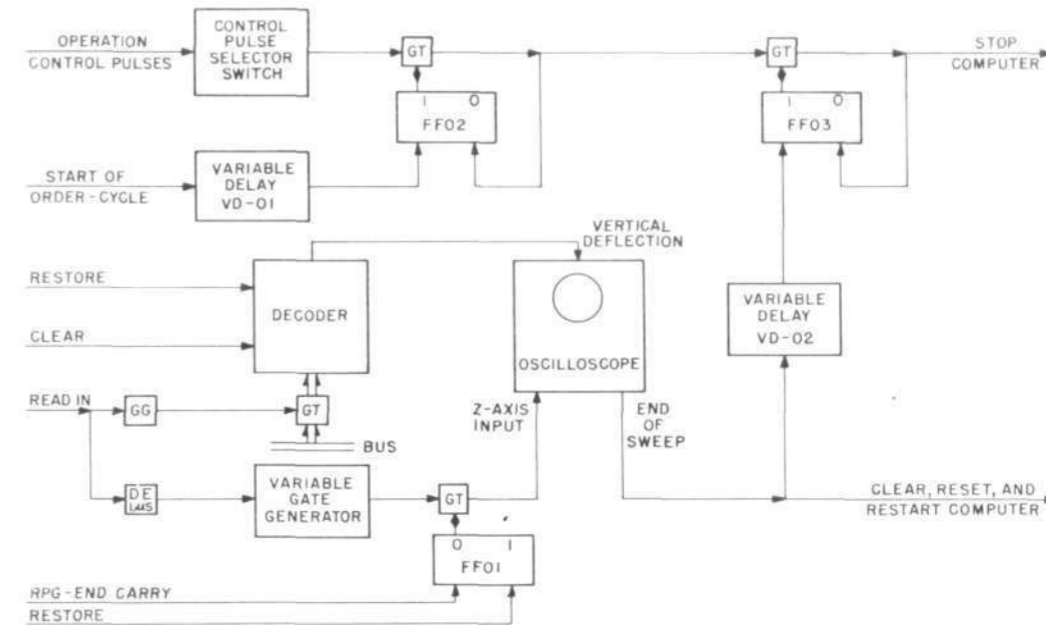 OPERATION
CONTROL PULSES
CONTROL
PULSE
SELECTOR
SWITCH
GT
1 0
FF02
GT
1 0
FF03
STOP
COMPUTER
START OF
ORDER-CYCLE
VARIABLE
DELAY
VD-01
VERTICAL
DEFLECTION
RESTORE
CLEAR
DECODER
OSCILLOSCOPE
VARIABLE
DELAY
VD-02
READ IN
GG
GT
BUS
Z-AXIS
INPUT
END
OF
SWEEP
DE
1μS
VARIABLE
GATE
GENERATOR
GT
0 1
FF01
CLEAR, RESET, AND
RESTART COMPUTER
RPG-END CARRY
RESTORE